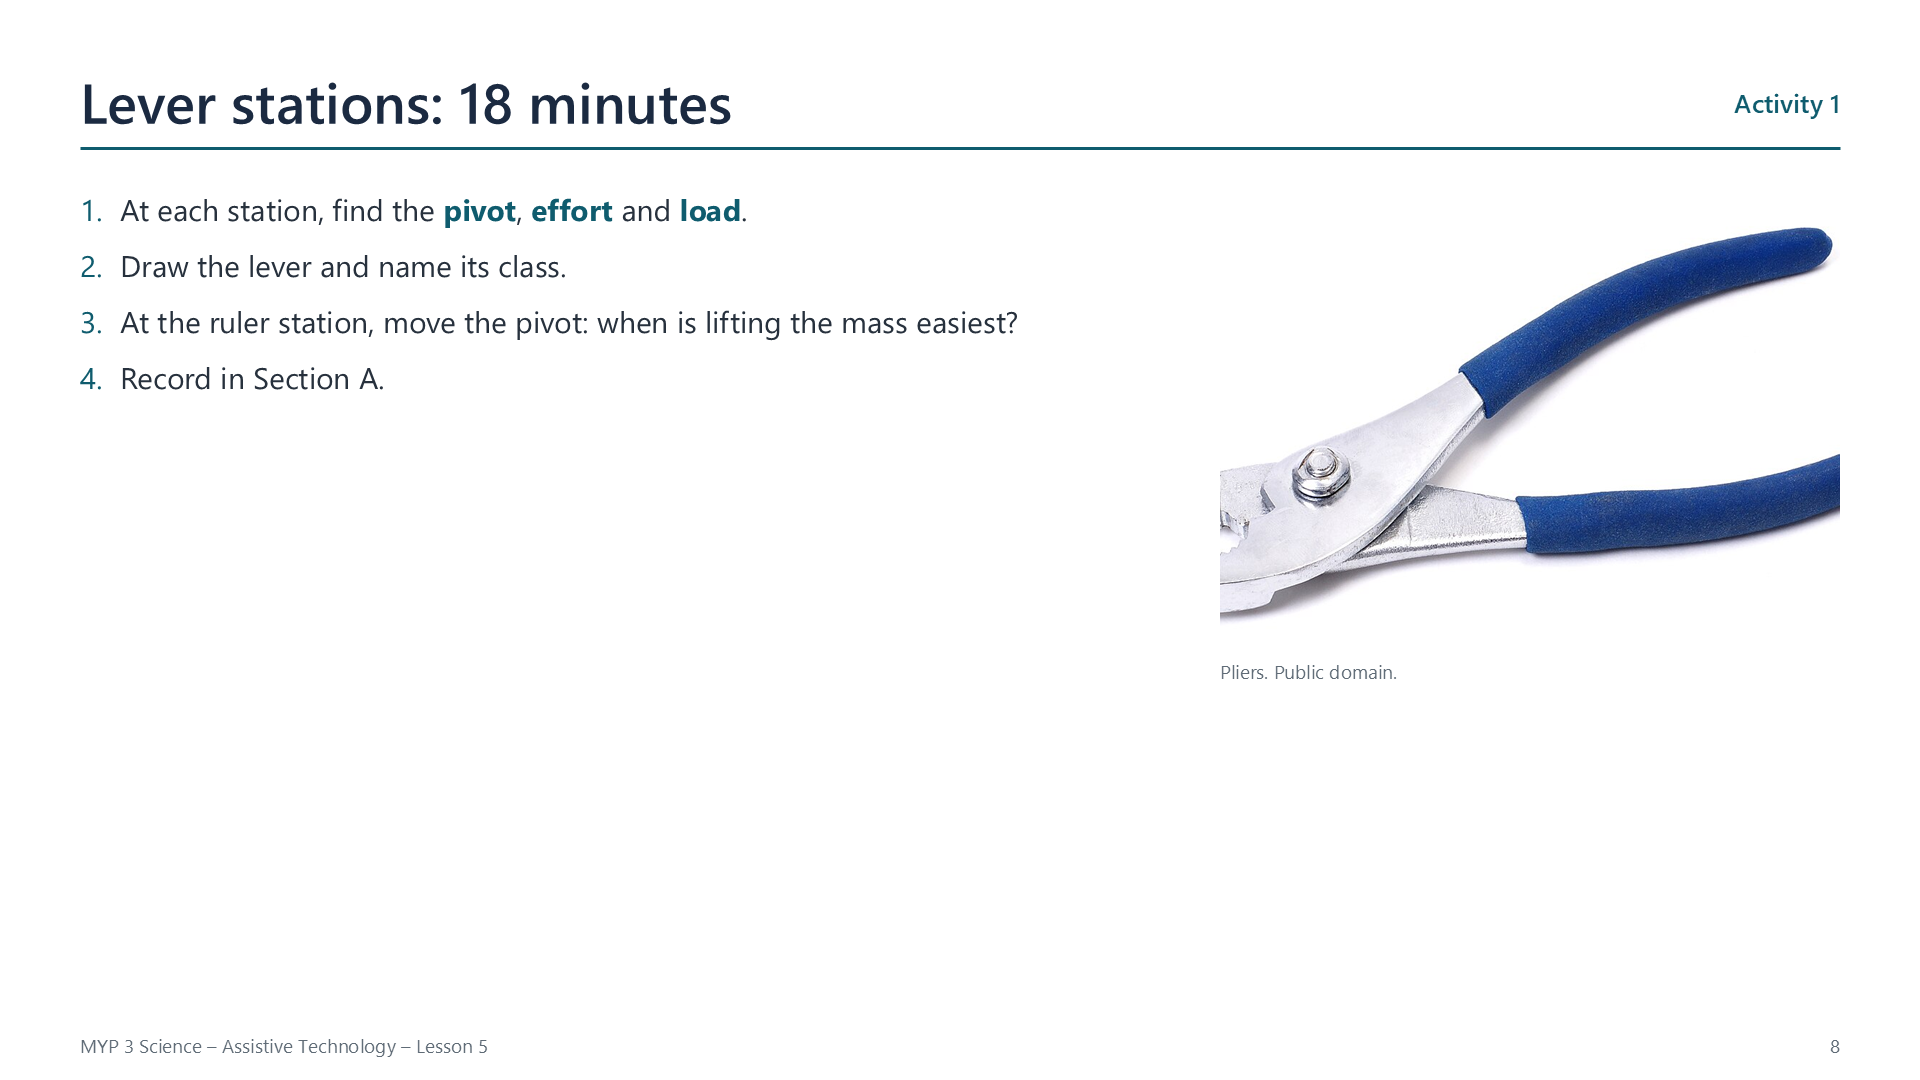 Lever stations: 18 minutes
Activity 1
1. At each station, find the pivot, effort and load.
2. Draw the lever and name its class.
3. At the ruler station, move the pivot: when is lifting the mass easiest?
4. Record in Section A.
Pliers. Public domain.
MYP 3 Science – Assistive Technology – Lesson 5
8